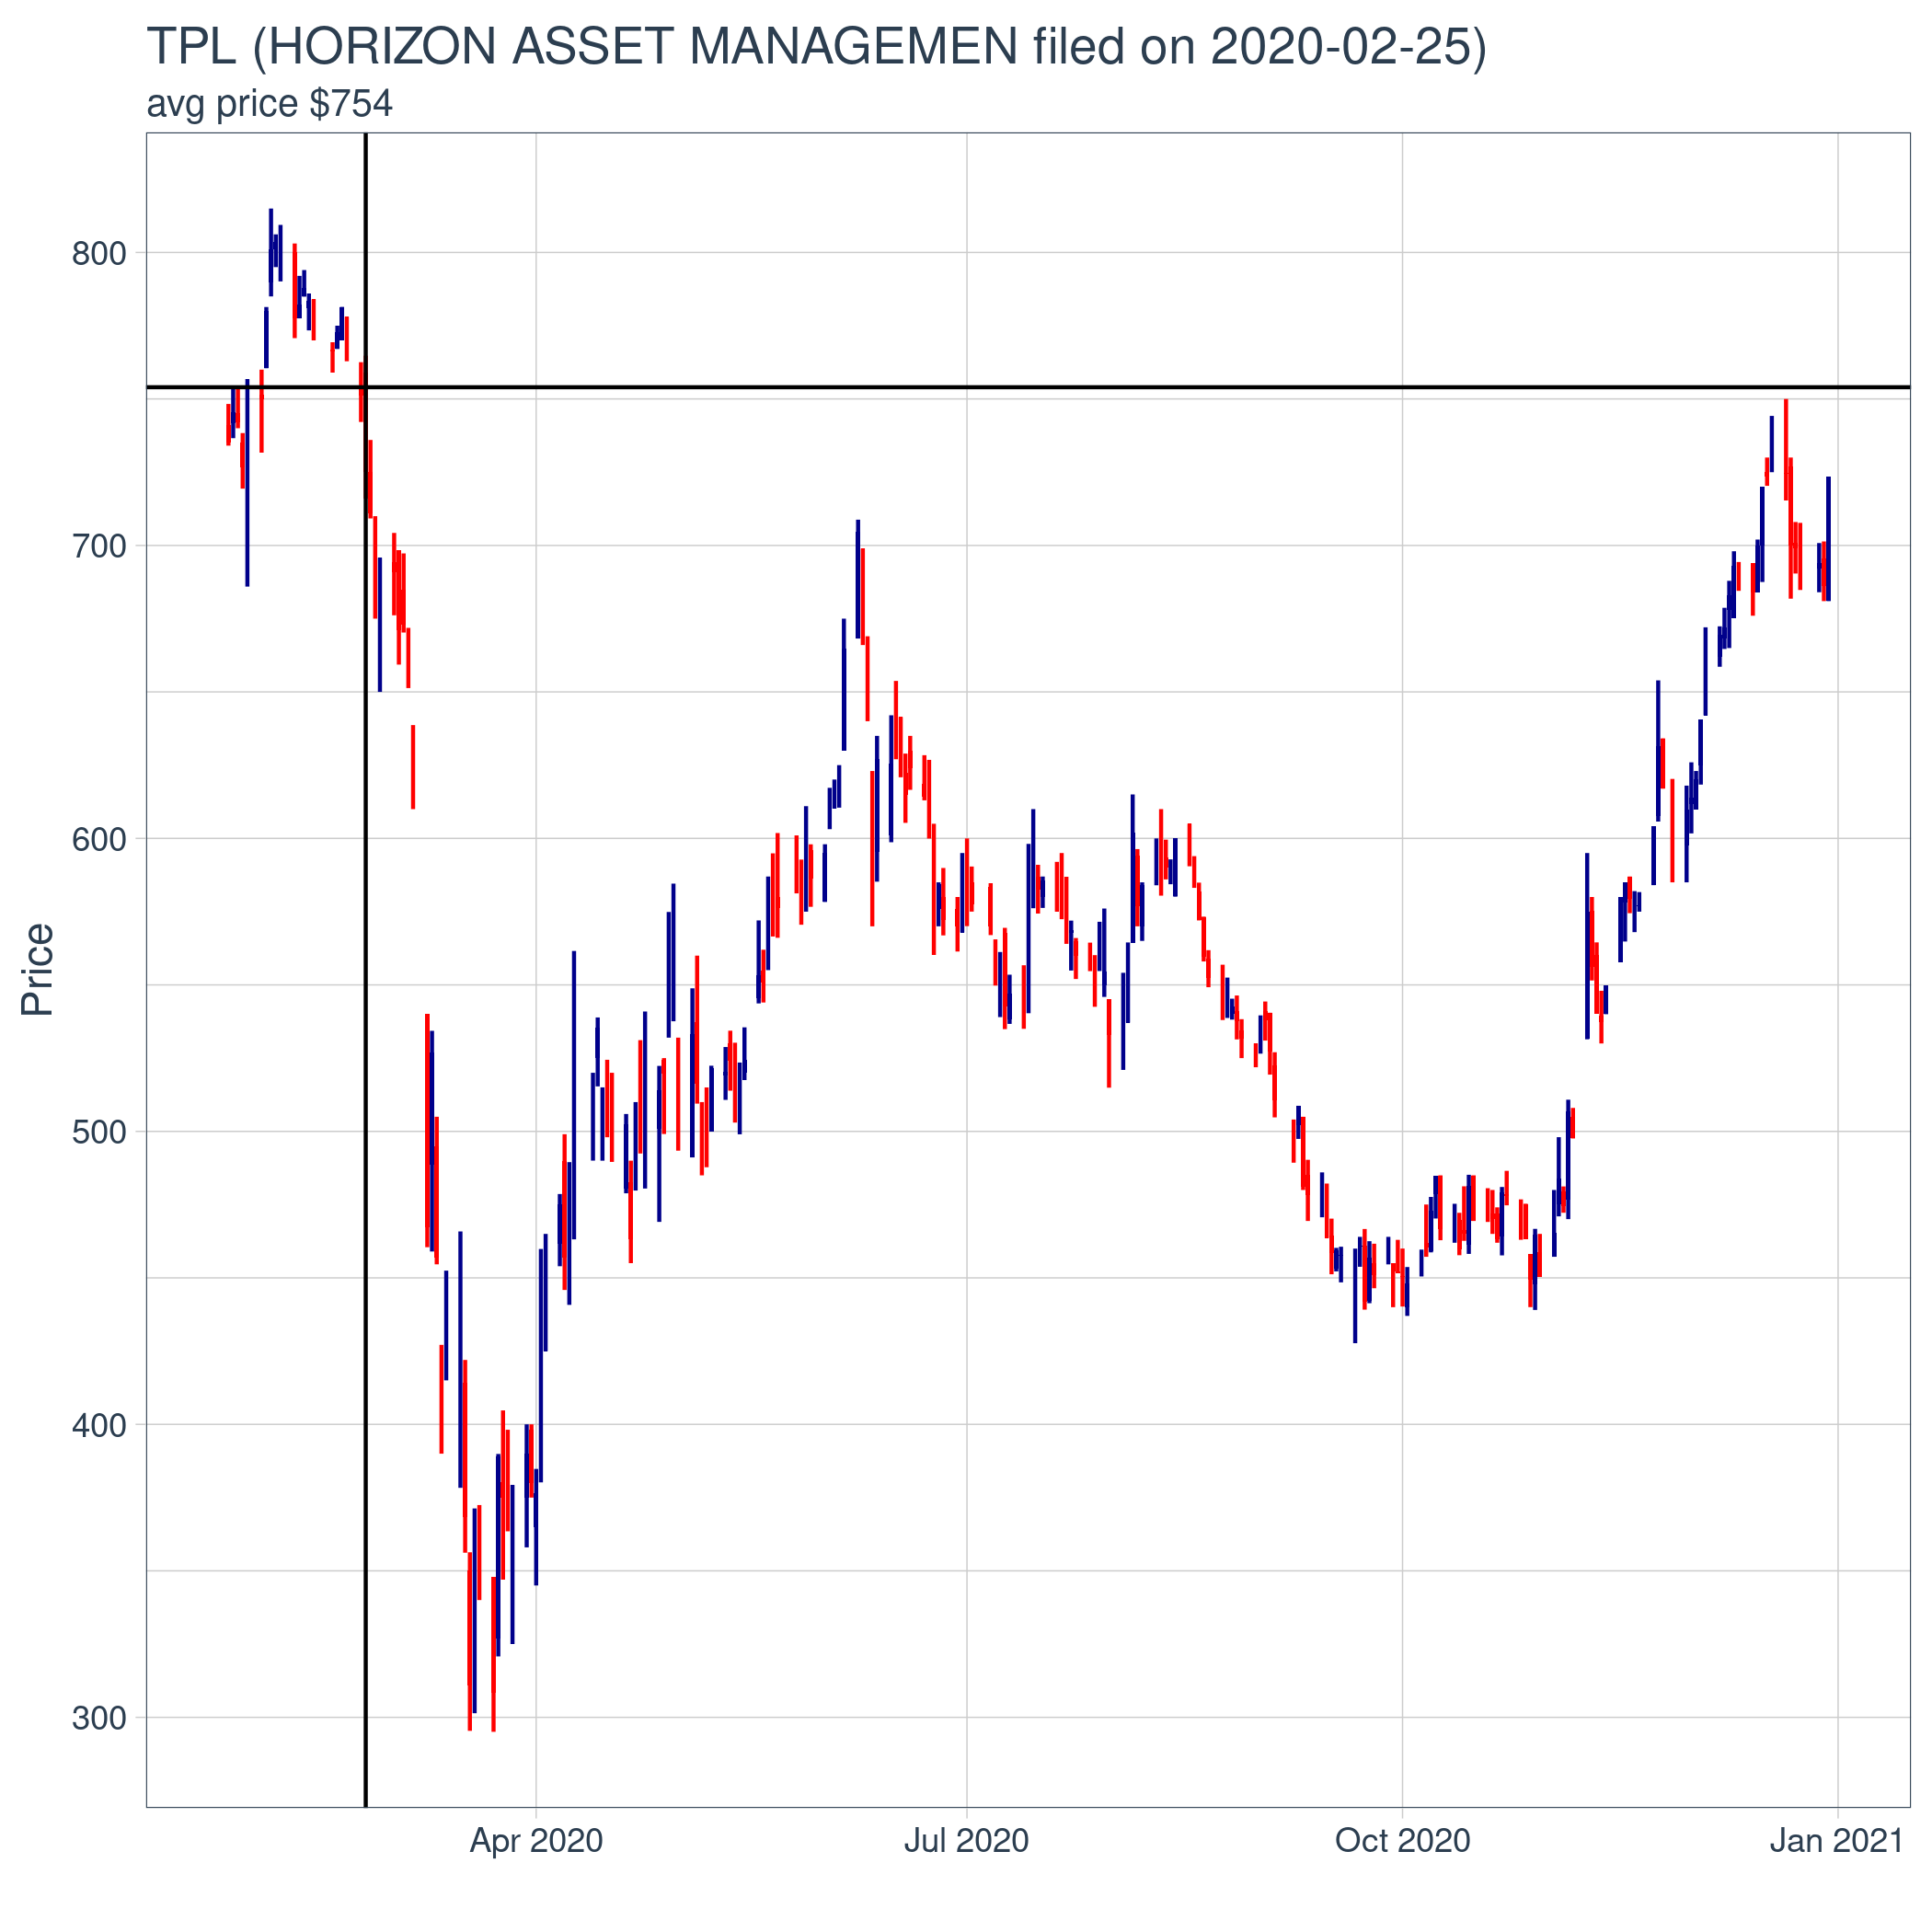 TPL (HORIZON ASSET MANAGEMEN filed on 2020-02-25)
avg price $754
800
700
600
500
400
300
Price
Apr 2020
Jul 2020
Oct 2020
Jan 2021